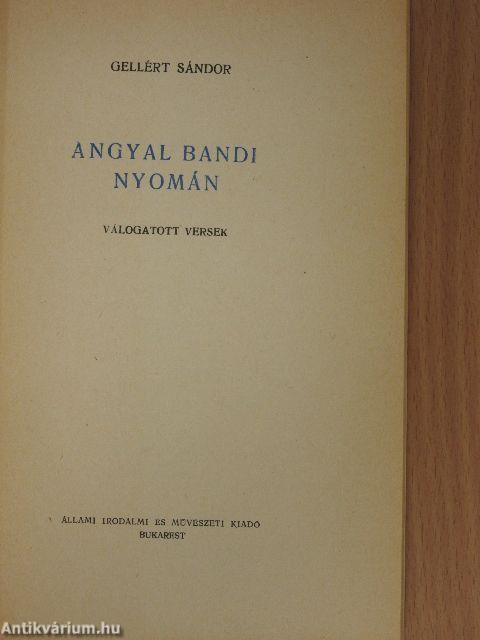 GELLÉRT SÁNDOR
ANGYAL BANDI
NYOMÁN
VÁLOGATOTT VERSEK
ÁLLAMI IRODALMI ÉS MŰVÉSZETI KIADÓ
BUKAREST
Antikvárium.hu